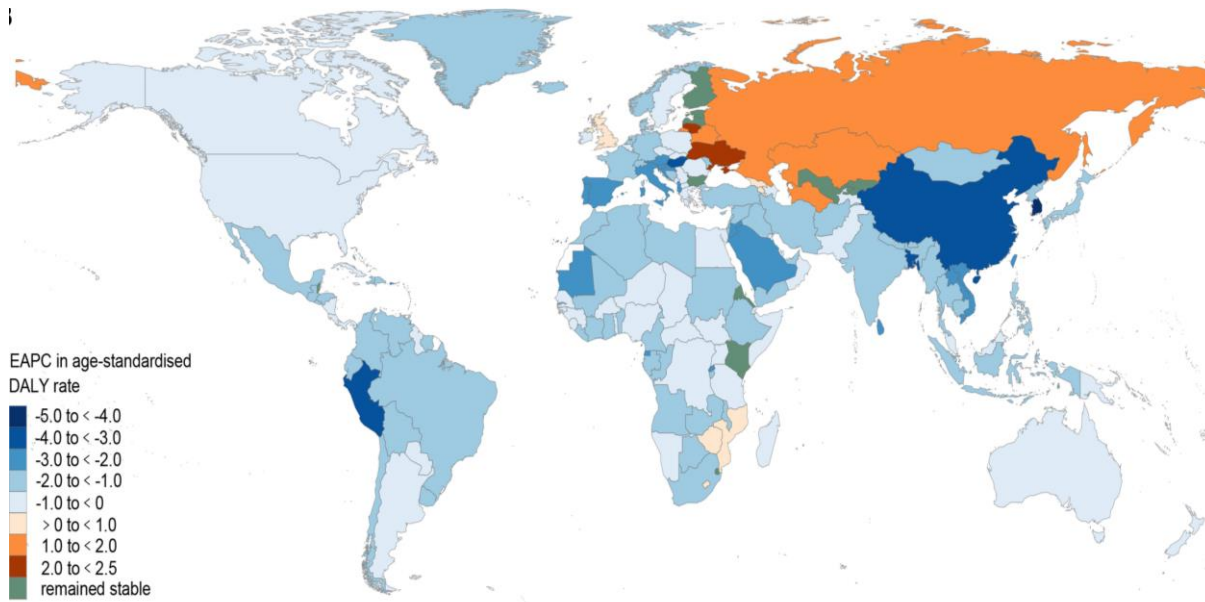 EAPC in age-standardised
DALY rate
-5.0 to < -4.0
-4.0 to < -3.0
-3.0 to < -2.0
-2.0 to < -1.0
-1.0 to < 0
> 0 to < 1.0
1.0 to < 2.0
2.0 to < 2.5
remained stable